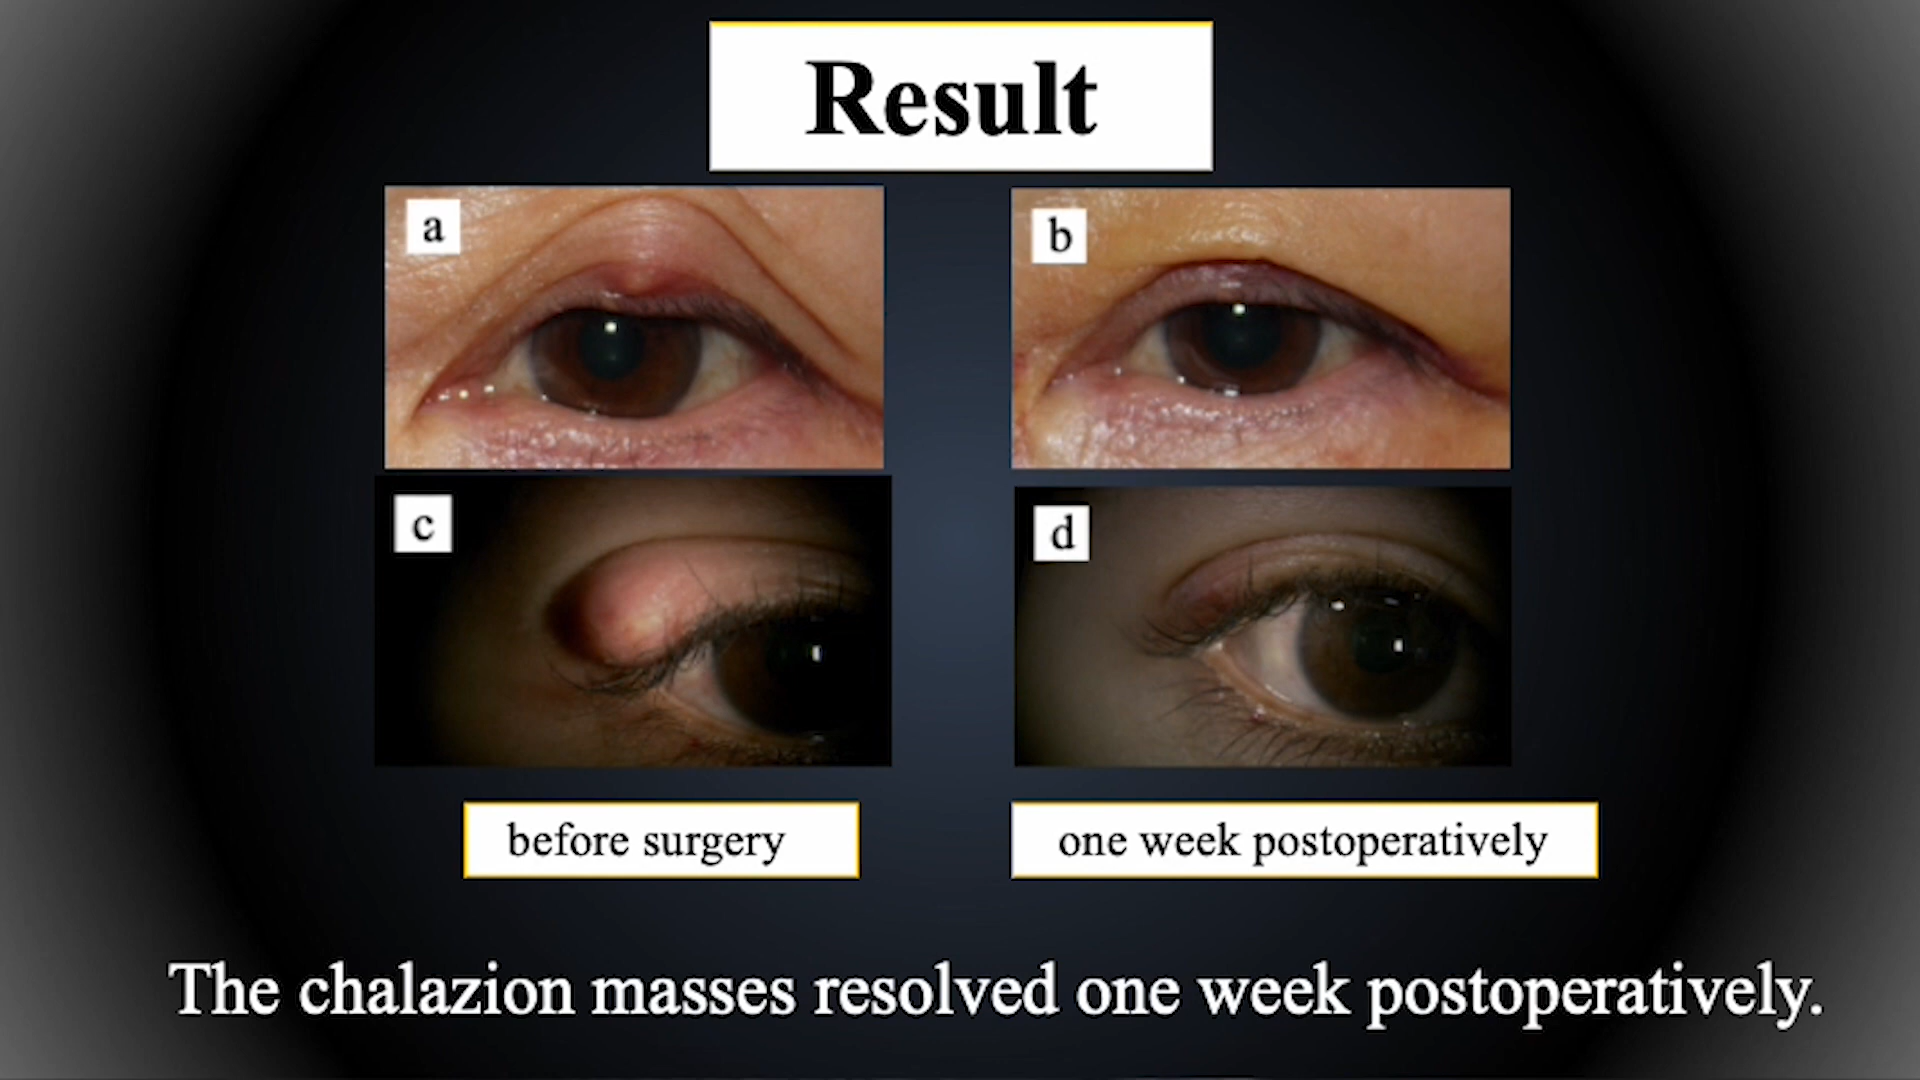 Result
a
b
c
d
before surgery
one week postoperatively
The chalazion masses resolved one week postoperatively.